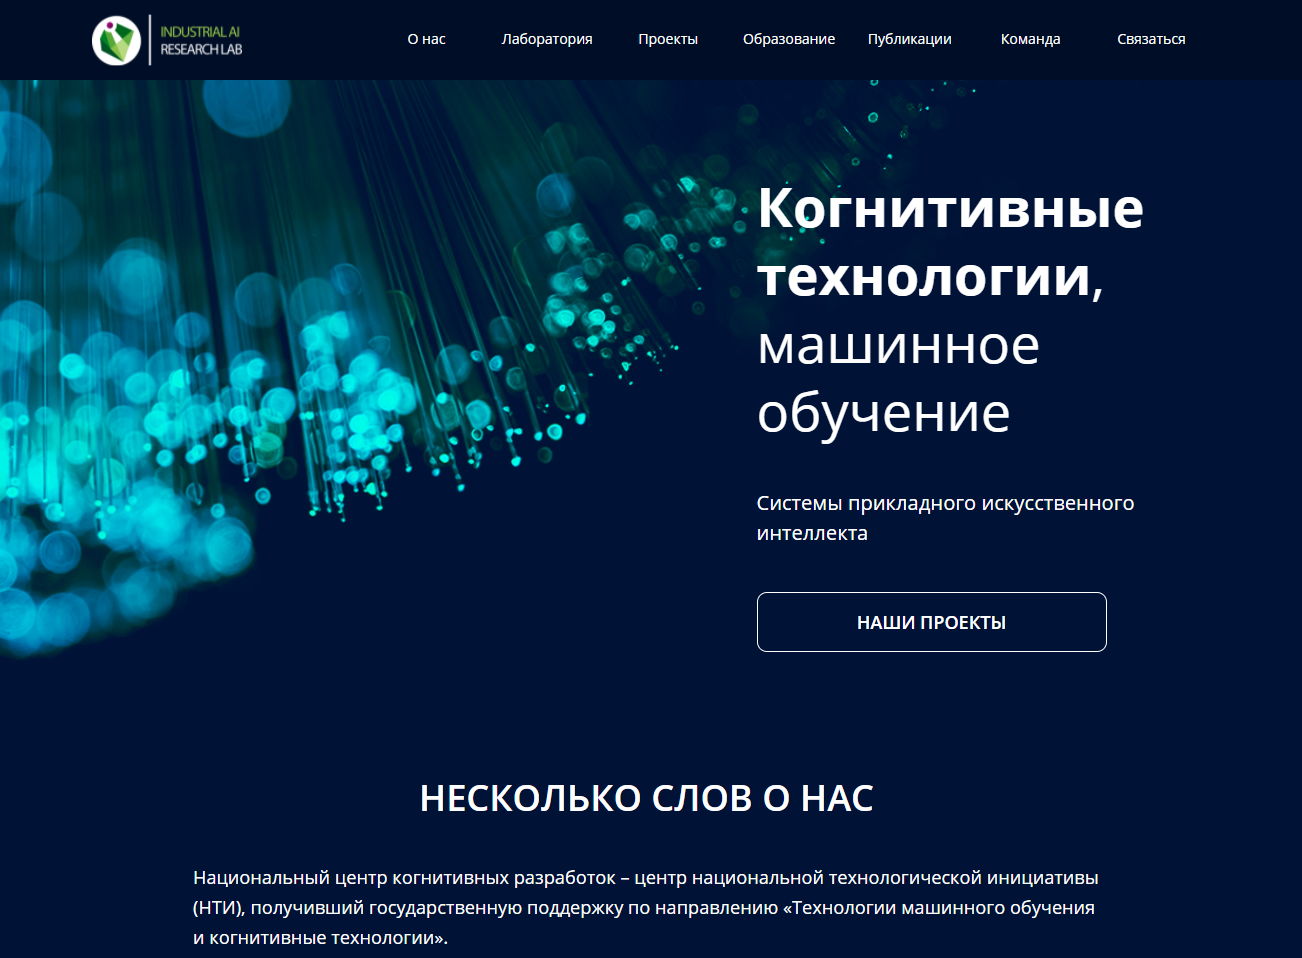 INDUSTRIAL AI
RESEARCH LAB
О нас Лаборатория Проекты Образование Публикации Команда Связаться
Когнитивные
технологии,
машинное
обучение
Системы прикладного искусственного
интеллекта
НАШИ ПРОЕКТЫ
НЕСКОЛЬКО СЛОВ О НАС
Национальный центр когнитивных разработок – центр национальной технологической инициативы
(НТИ), получивший государственную поддержку по направлению «Технологии машинного обучения
и когнитивные технологии».